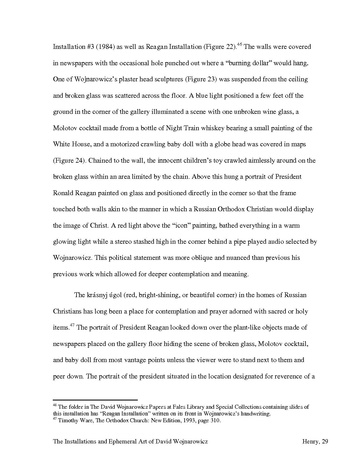 Installation #3 (1984) as well as Reagan Installation (Figure 22).⁴⁶ The walls were covered
in newspapers with the occasional hole punched out where a “burning dollar” would hang.
One of Wojnarowicz’s plaster head sculptures (Figure 23) was suspended from the ceiling
and broken glass was scattered across the floor. A blue light positioned a few feet off the
ground in the corner of the gallery illuminated a scene with one unbroken wine glass, a
Molotov cocktail made from a bottle of Night Train whiskey bearing a small painting of the
White House, and a motorized crawling baby doll with a globe head was covered in maps
(Figure 24). Chained to the wall, the innocent children’s toy crawled aimlessly around on the
broken glass within an area limited by the chain. Above this hung a portrait of President
Ronald Reagan painted on glass and positioned directly in the corner so that the frame
touched both walls akin to the manner in which a Russian Orthodox Christian would display
the image of Christ. A red light above the “icon” painting, bathed everything in a warm
glowing light while a stereo stashed high in the corner behind a pipe played audio selected by
Wojnarowicz. This political statement was more oblique and nuanced than previous his
previous work which allowed for deeper contemplation and meaning.
The krásnyj úgol (red, bright-shining, or beautiful corner) in the homes of Russian
Christians has long been a place for contemplation and prayer adorned with sacred or holy
items.⁴⁷ The portrait of President Reagan looked down over the plant-like objects made of
newspapers placed on the gallery floor hiding the scene of broken glass, Molotov cocktail,
and baby doll from most vantage points unless the viewer were to stand next to them and
peer down. The portrait of the president situated in the location designated for reverence of a
⁴⁶ The folder in The David Wojnarowicz Papers at Fales Library and Special Collections containing slides of
this installation has “Reagan Installation” written on its front in Wojnarowicz’s handwriting.
⁴⁷ Timothy Ware, The Orthodox Church: New Edition, 1993, page 310.
The Installations and Ephemeral Art of David Wojnarowicz Henry, 29